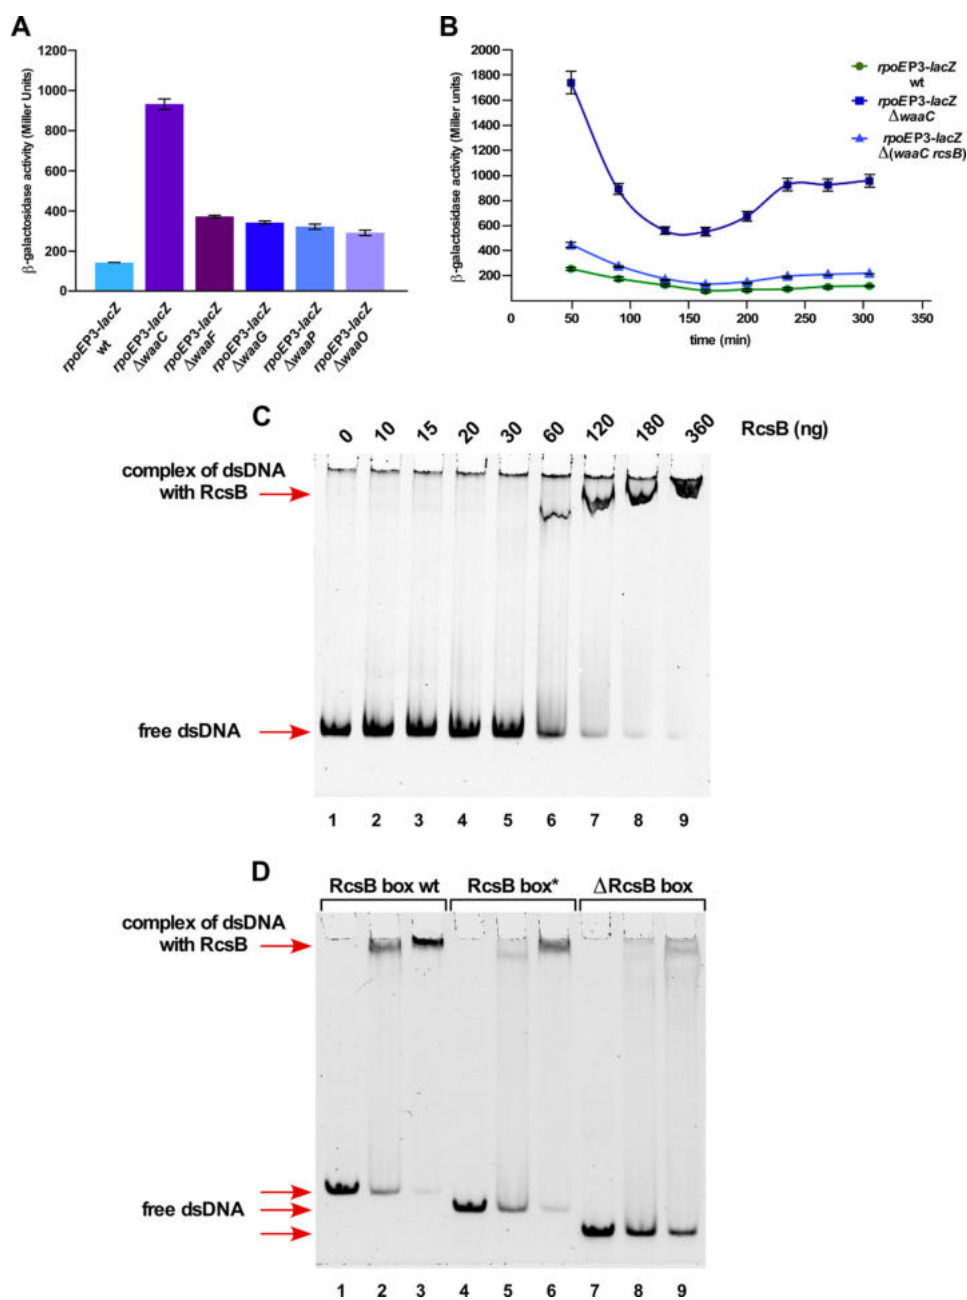 A
β-galactosidase activity (Miller Units)
1200
1000
800
600
400
200
0
rpoEP3-lacZ
wt
rpoEP3-lacZ
ΔwaaC
rpoEP3-lacZ
ΔwaaF
rpoEP3-lacZ
ΔwaaG
rpoEP3-lacZ
ΔwaaP
rpoEP3-lacZ
ΔwaaO
B
β-galactosidase activity (Miller Units)
2000
1800
1600
1400
1200
1000
800
600
400
200
0 50 100 150 200 250 300 350
time (min)
rpoEP3-lacZ
wt
rpoEP3-lacZ
ΔwaaC
rpoEP3-lacZ
Δ(waaC rcsB)
C
0 10 15 20 30 60 120 180 360 RcsB (ng)
complex of dsDNA
with RcsB
free dsDNA
1 2 3 4 5 6 7 8 9
D
RcsB box wt RcsB box* ΔRcsB box
complex of dsDNA
with RcsB
free dsDNA
1 2 3 4 5 6 7 8 9